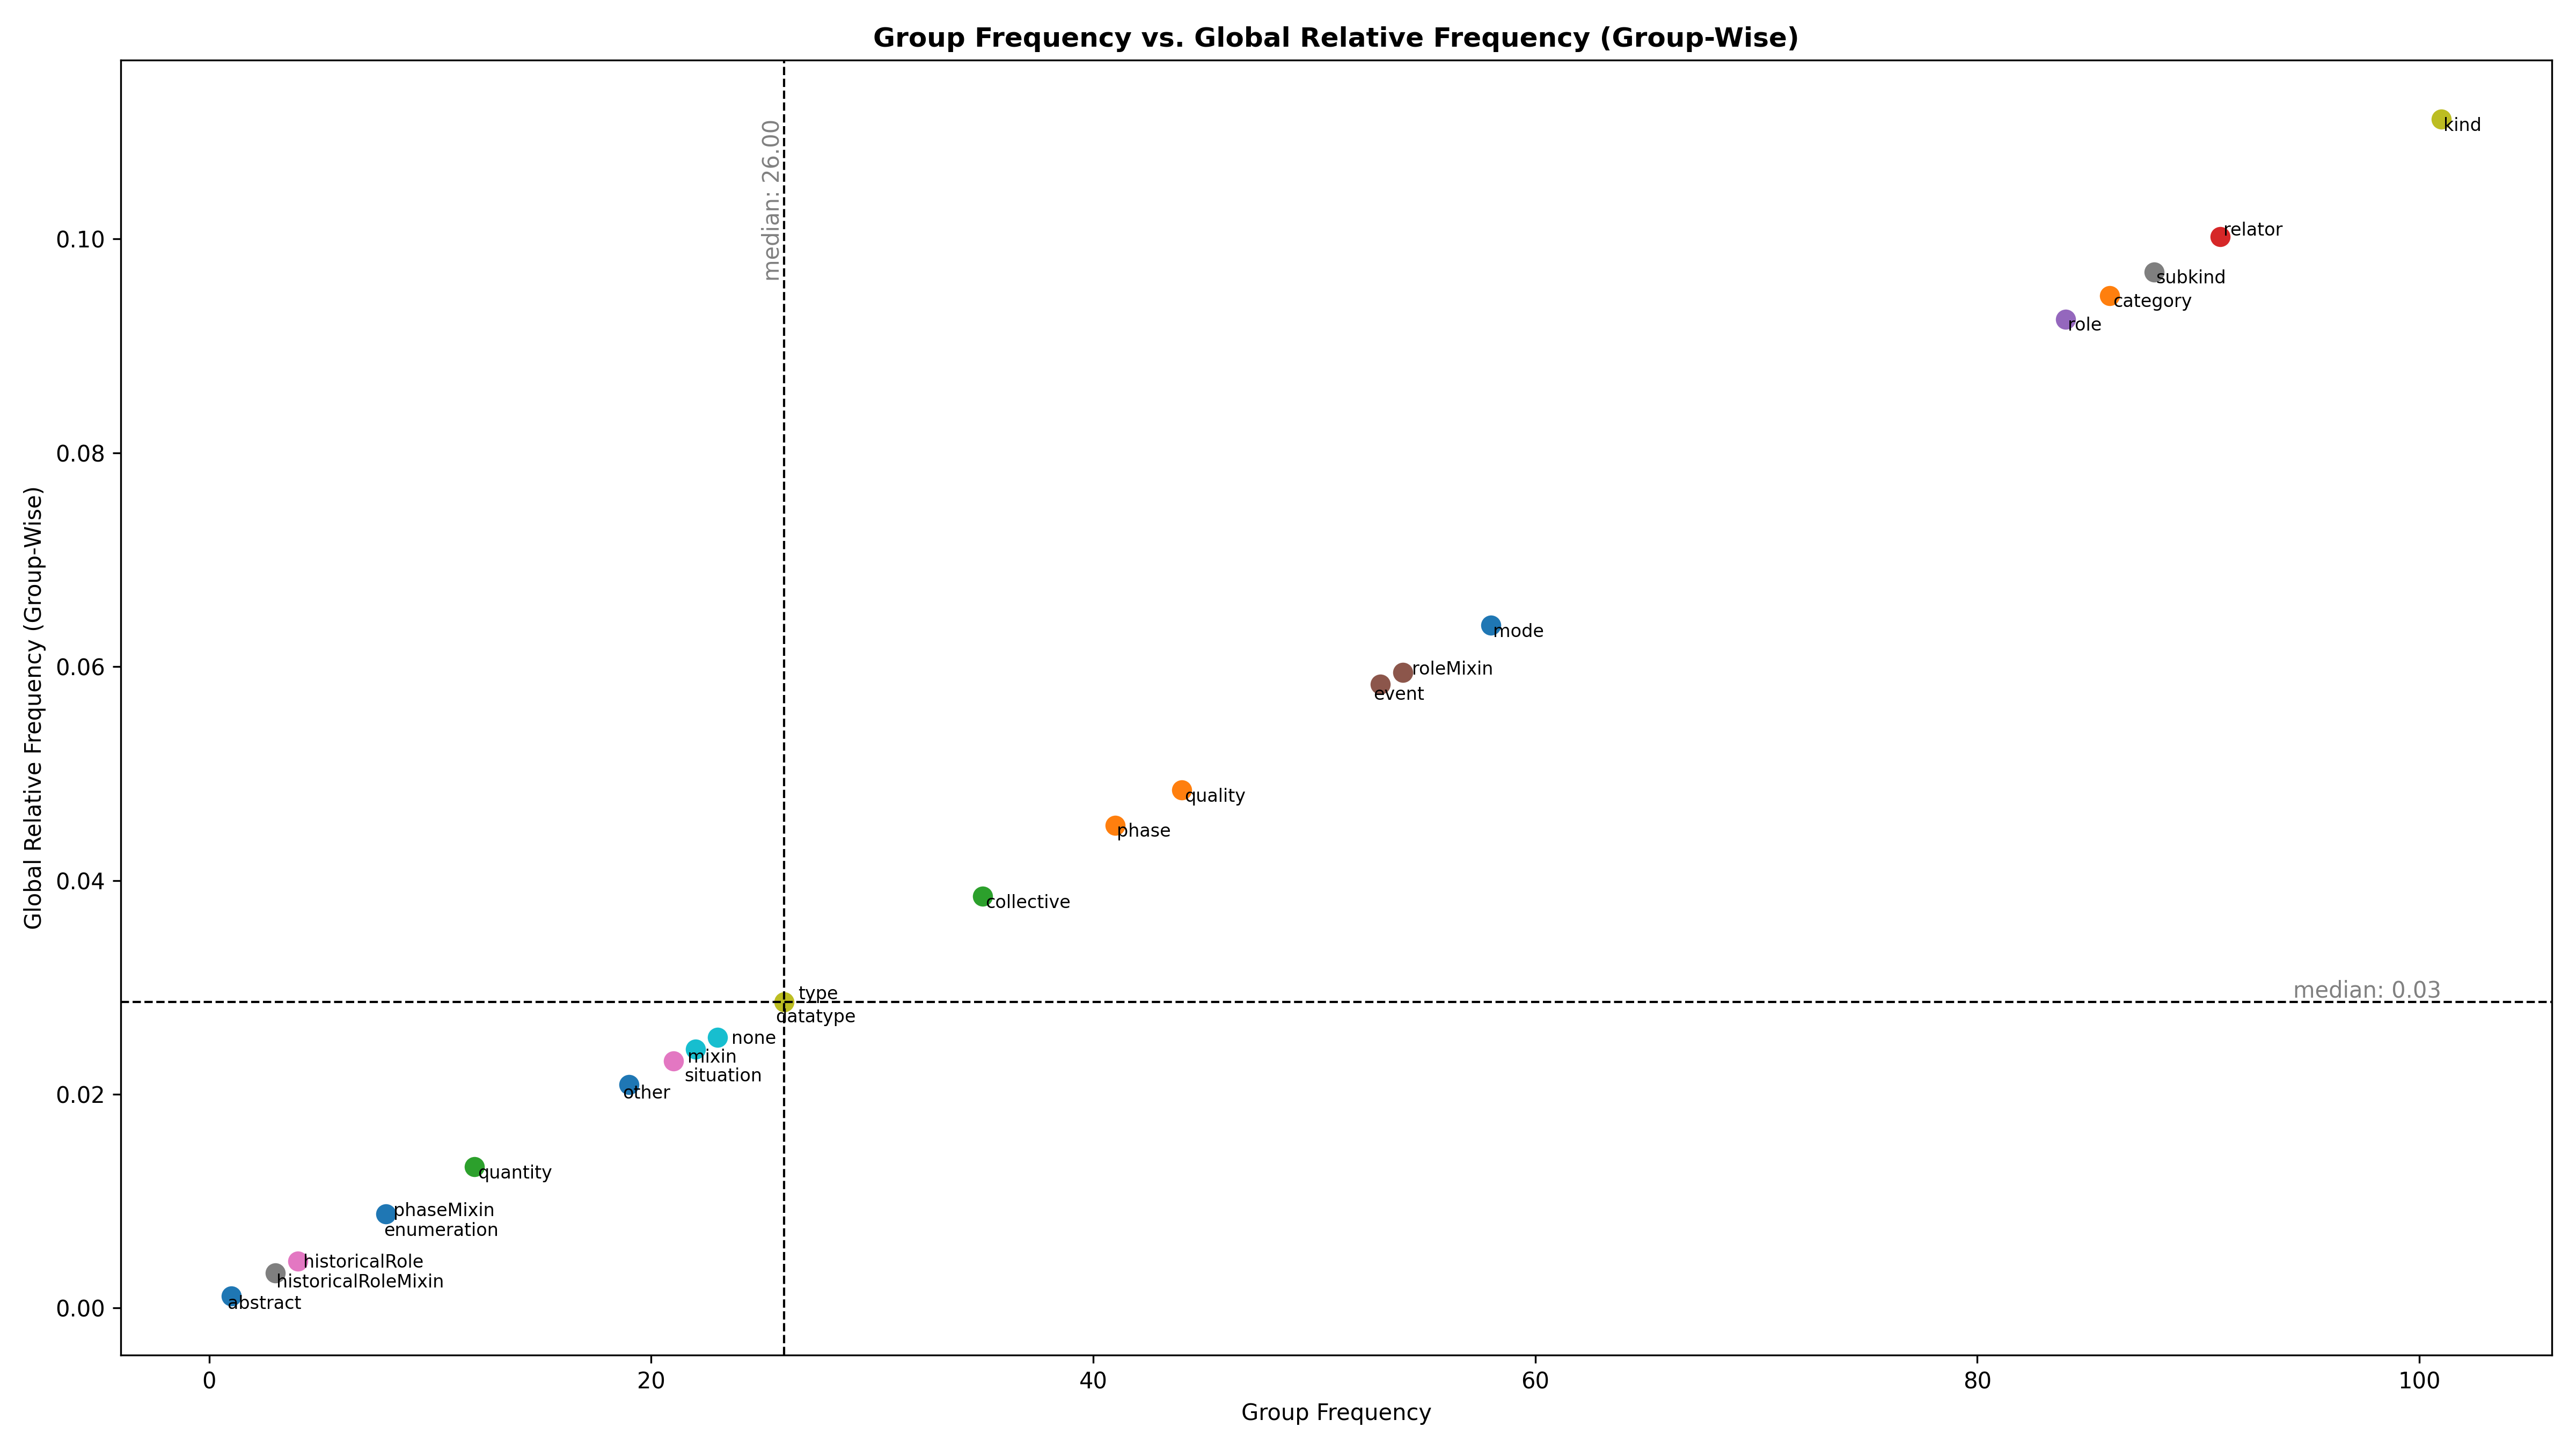 Group Frequency vs. Global Relative Frequency (Group-Wise)
Global Relative Frequency (Group-Wise)
0.10
0.08
0.06
0.04
0.02
0.00
median: 26.00
kind
relator
subkind
category
role
mode
roleMixin
event
quality
phase
collective
median: 0.03
type
datatype
none
mixin
situation
other
quantity
phaseMixin
enumeration
historicalRole
historicalRoleMixin
abstract
0 20 40 60 80 100
Group Frequency